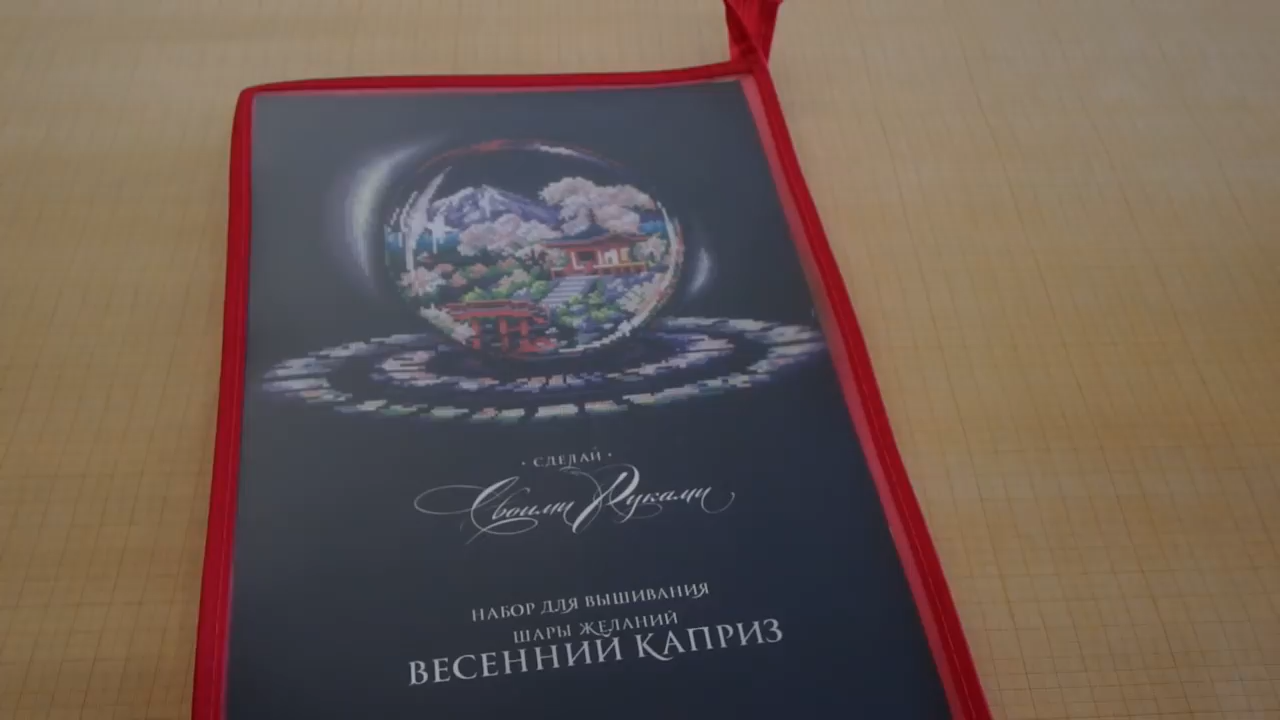 · СДЕЛАЙ ·
Своими Руками
НАБОР ДЛЯ ВЫШИВАНИЯ
ШАРЫ ЖЕЛАНИЙ
ВЕСЕННИЙ КАПРИЗ